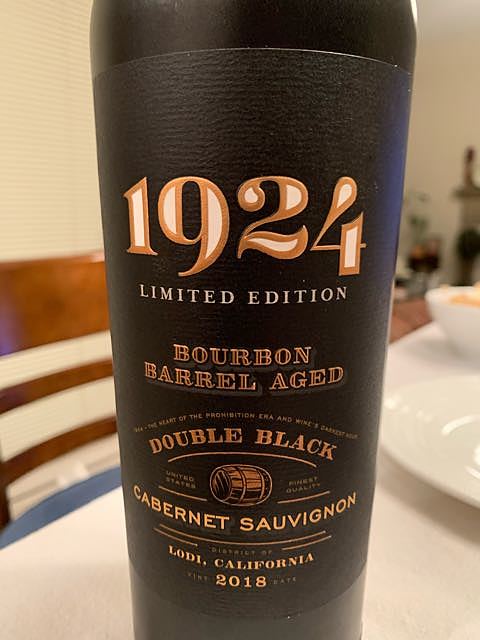 1924
LIMITED EDITION
BOURBON
BARREL AGED
1924 - THE HEART OF THE PROHIBITION ERA AND WINE'S DARKEST HOUR
DOUBLE BLACK
UNITED STATES
FINEST QUALITY
CABERNET SAUVIGNON
DISTRICT OF
LODI, CALIFORNIA
VINT 2018 DATE